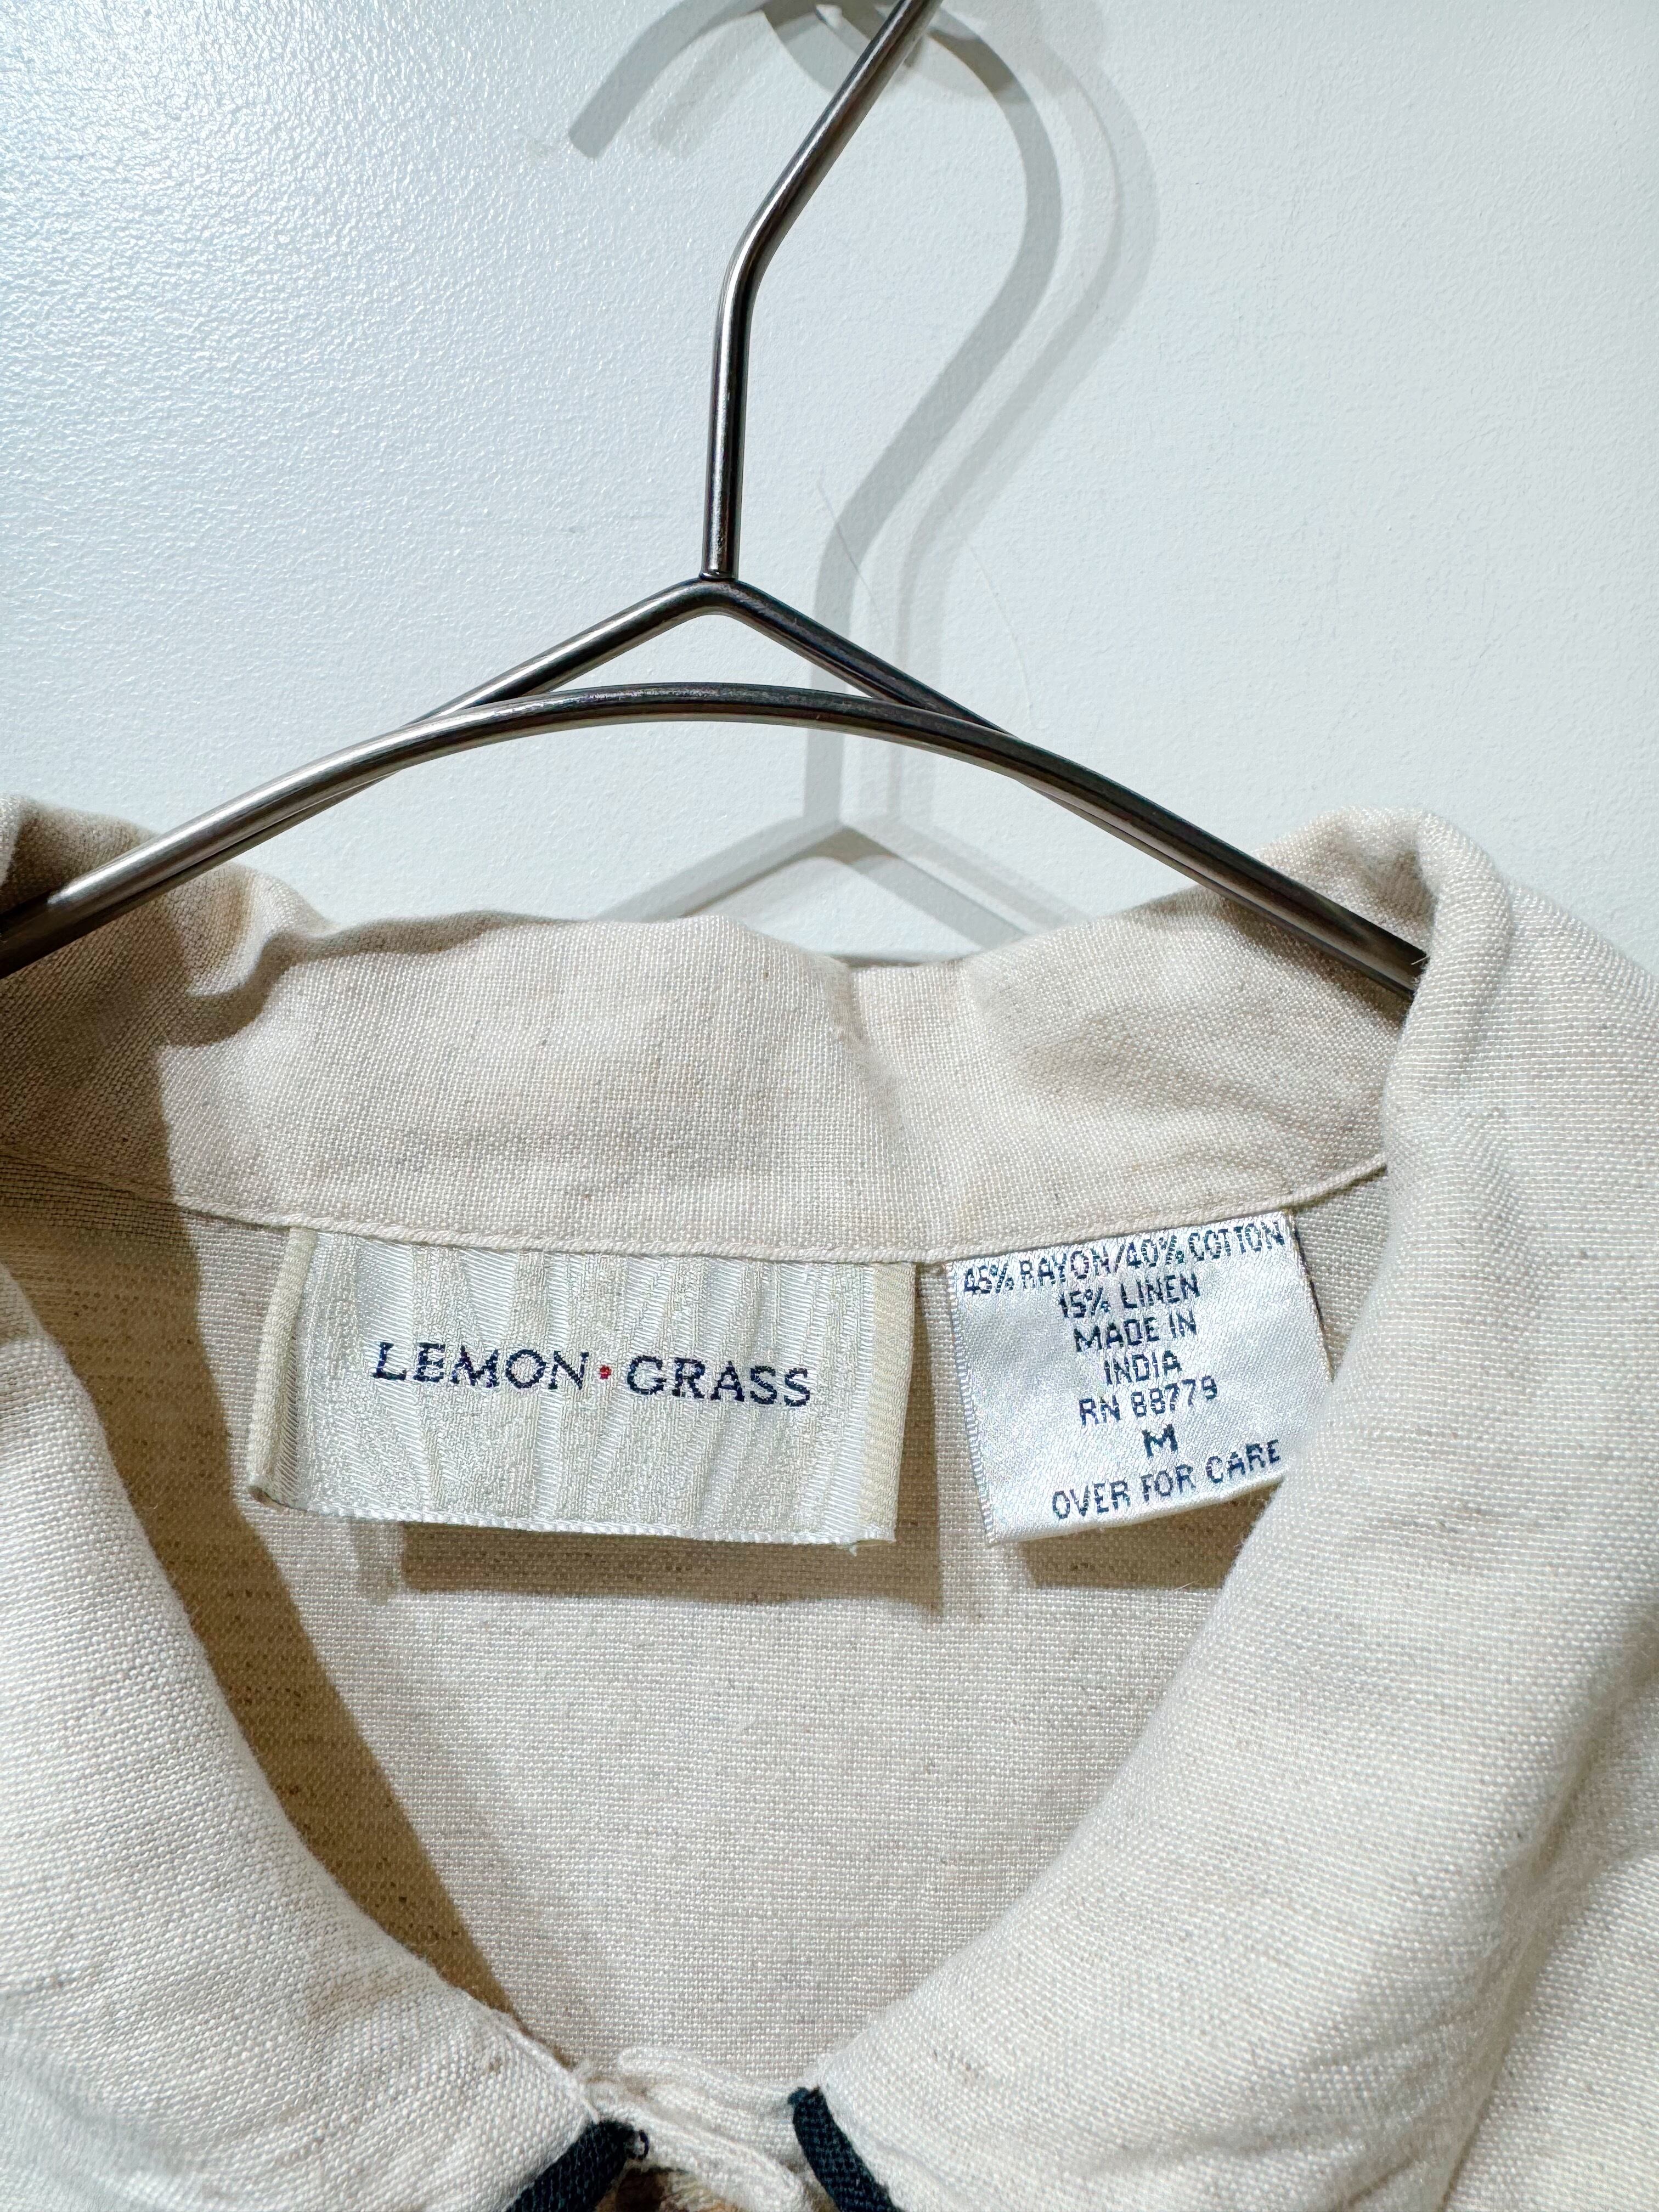 LEMON • GRASS
45% RAYON/40% COTTON
15% LINEN
MADE IN
INDIA
RN 88779
M
OVER FOR CARE